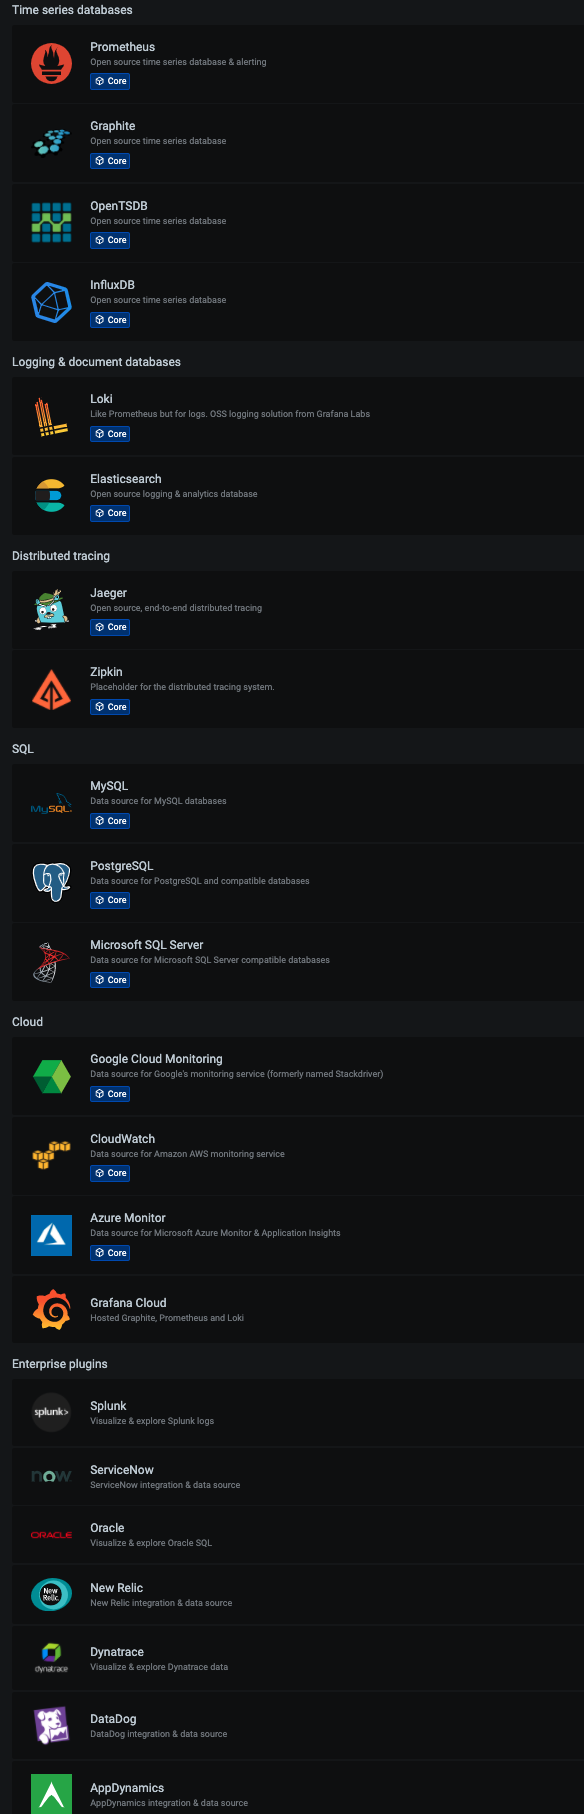 Time series databases
Prometheus
Open source time series database & alerting
Core
Graphite
Open source time series database
Core
OpenTSDB
Open source time series database
Core
InfluxDB
Open source time series database
Core
Logging & document databases
Loki
Like Prometheus but for logs. OSS logging solution from Grafana Labs
Core
Elasticsearch
Open source logging & analytics database
Core
Distributed tracing
Jaeger
Open source, end-to-end distributed tracing
Core
Zipkin
Placeholder for the distributed tracing system.
Core
SQL
MySQL
Data source for MySQL databases
MySQL.
Core
PostgreSQL
Data source for PostgreSQL and compatible databases
Core
Microsoft SQL Server
Data source for Microsoft SQL Server compatible databases
Core
Cloud
Google Cloud Monitoring
Data source for Google's monitoring service (formerly named Stackdriver)
Core
CloudWatch
Data source for Amazon AWS monitoring service
Core
Azure Monitor
Data source for Microsoft Azure Monitor & Application Insights
Core
Grafana Cloud
Hosted Graphite, Prometheus and Loki
Enterprise plugins
Splunk
splunk>
Visualize & explore Splunk logs
ServiceNow
now
ServiceNow integration & data source
Oracle
ORACLE
Visualize & explore Oracle SQL
New Relic
New
Relic.
New Relic integration & data source
Dynatrace
dynatrace
Visualize & explore Dynatrace data
DataDog
DataDog integration & data source
AppDynamics
AppDynamics integration & data source